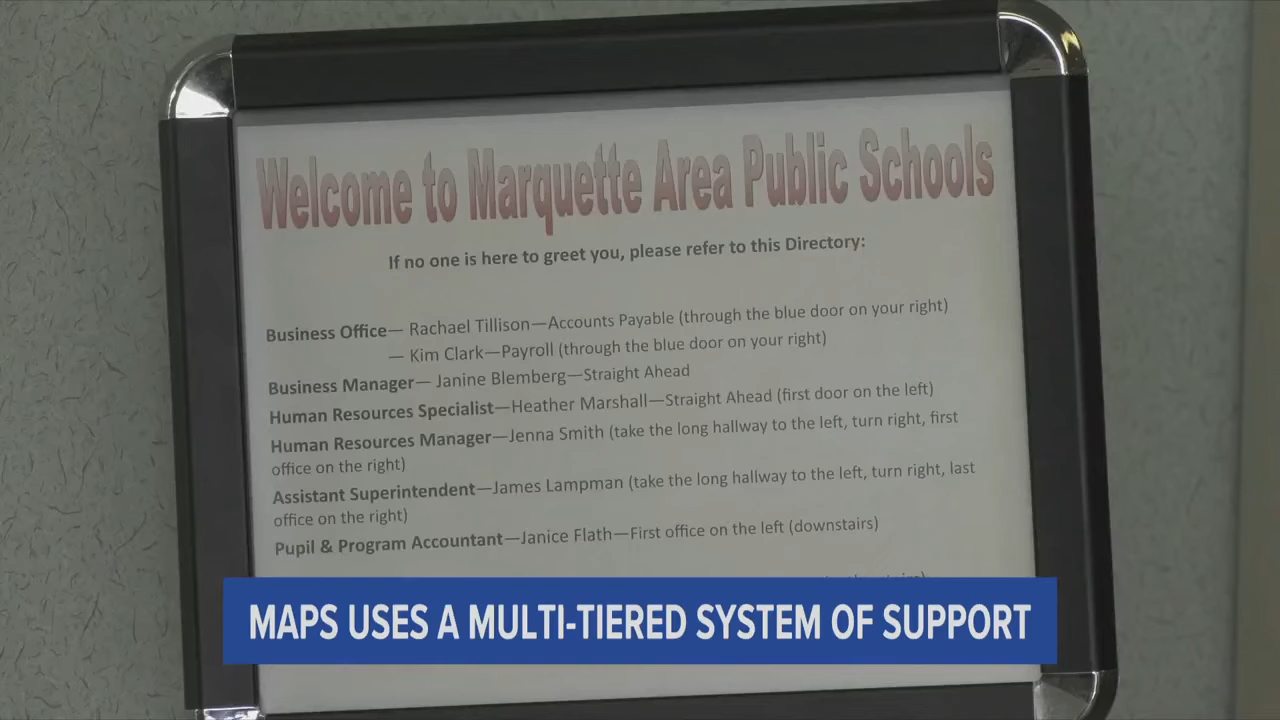 Welcome to Marquette Area Public Schools
If no one is here to greet you, please refer to this Directory:
Business Office— Rachael Tillison—Accounts Payable (through the blue door on your right)
— Kim Clark—Payroll (through the blue door on your right)
Business Manager— Janine Blemberg—Straight Ahead
Human Resources Specialist—Heather Marshall—Straight Ahead (first door on the left)
Human Resources Manager—Jenna Smith (take the long hallway to the left, turn right, first
office on the right)
Assistant Superintendent—James Lampman (take the long hallway to the left, turn right, last
office on the right)
Pupil & Program Accountant—Janice Flath—First office on the left (downstairs)
MAPS USES A MULTI-TIERED SYSTEM OF SUPPORT